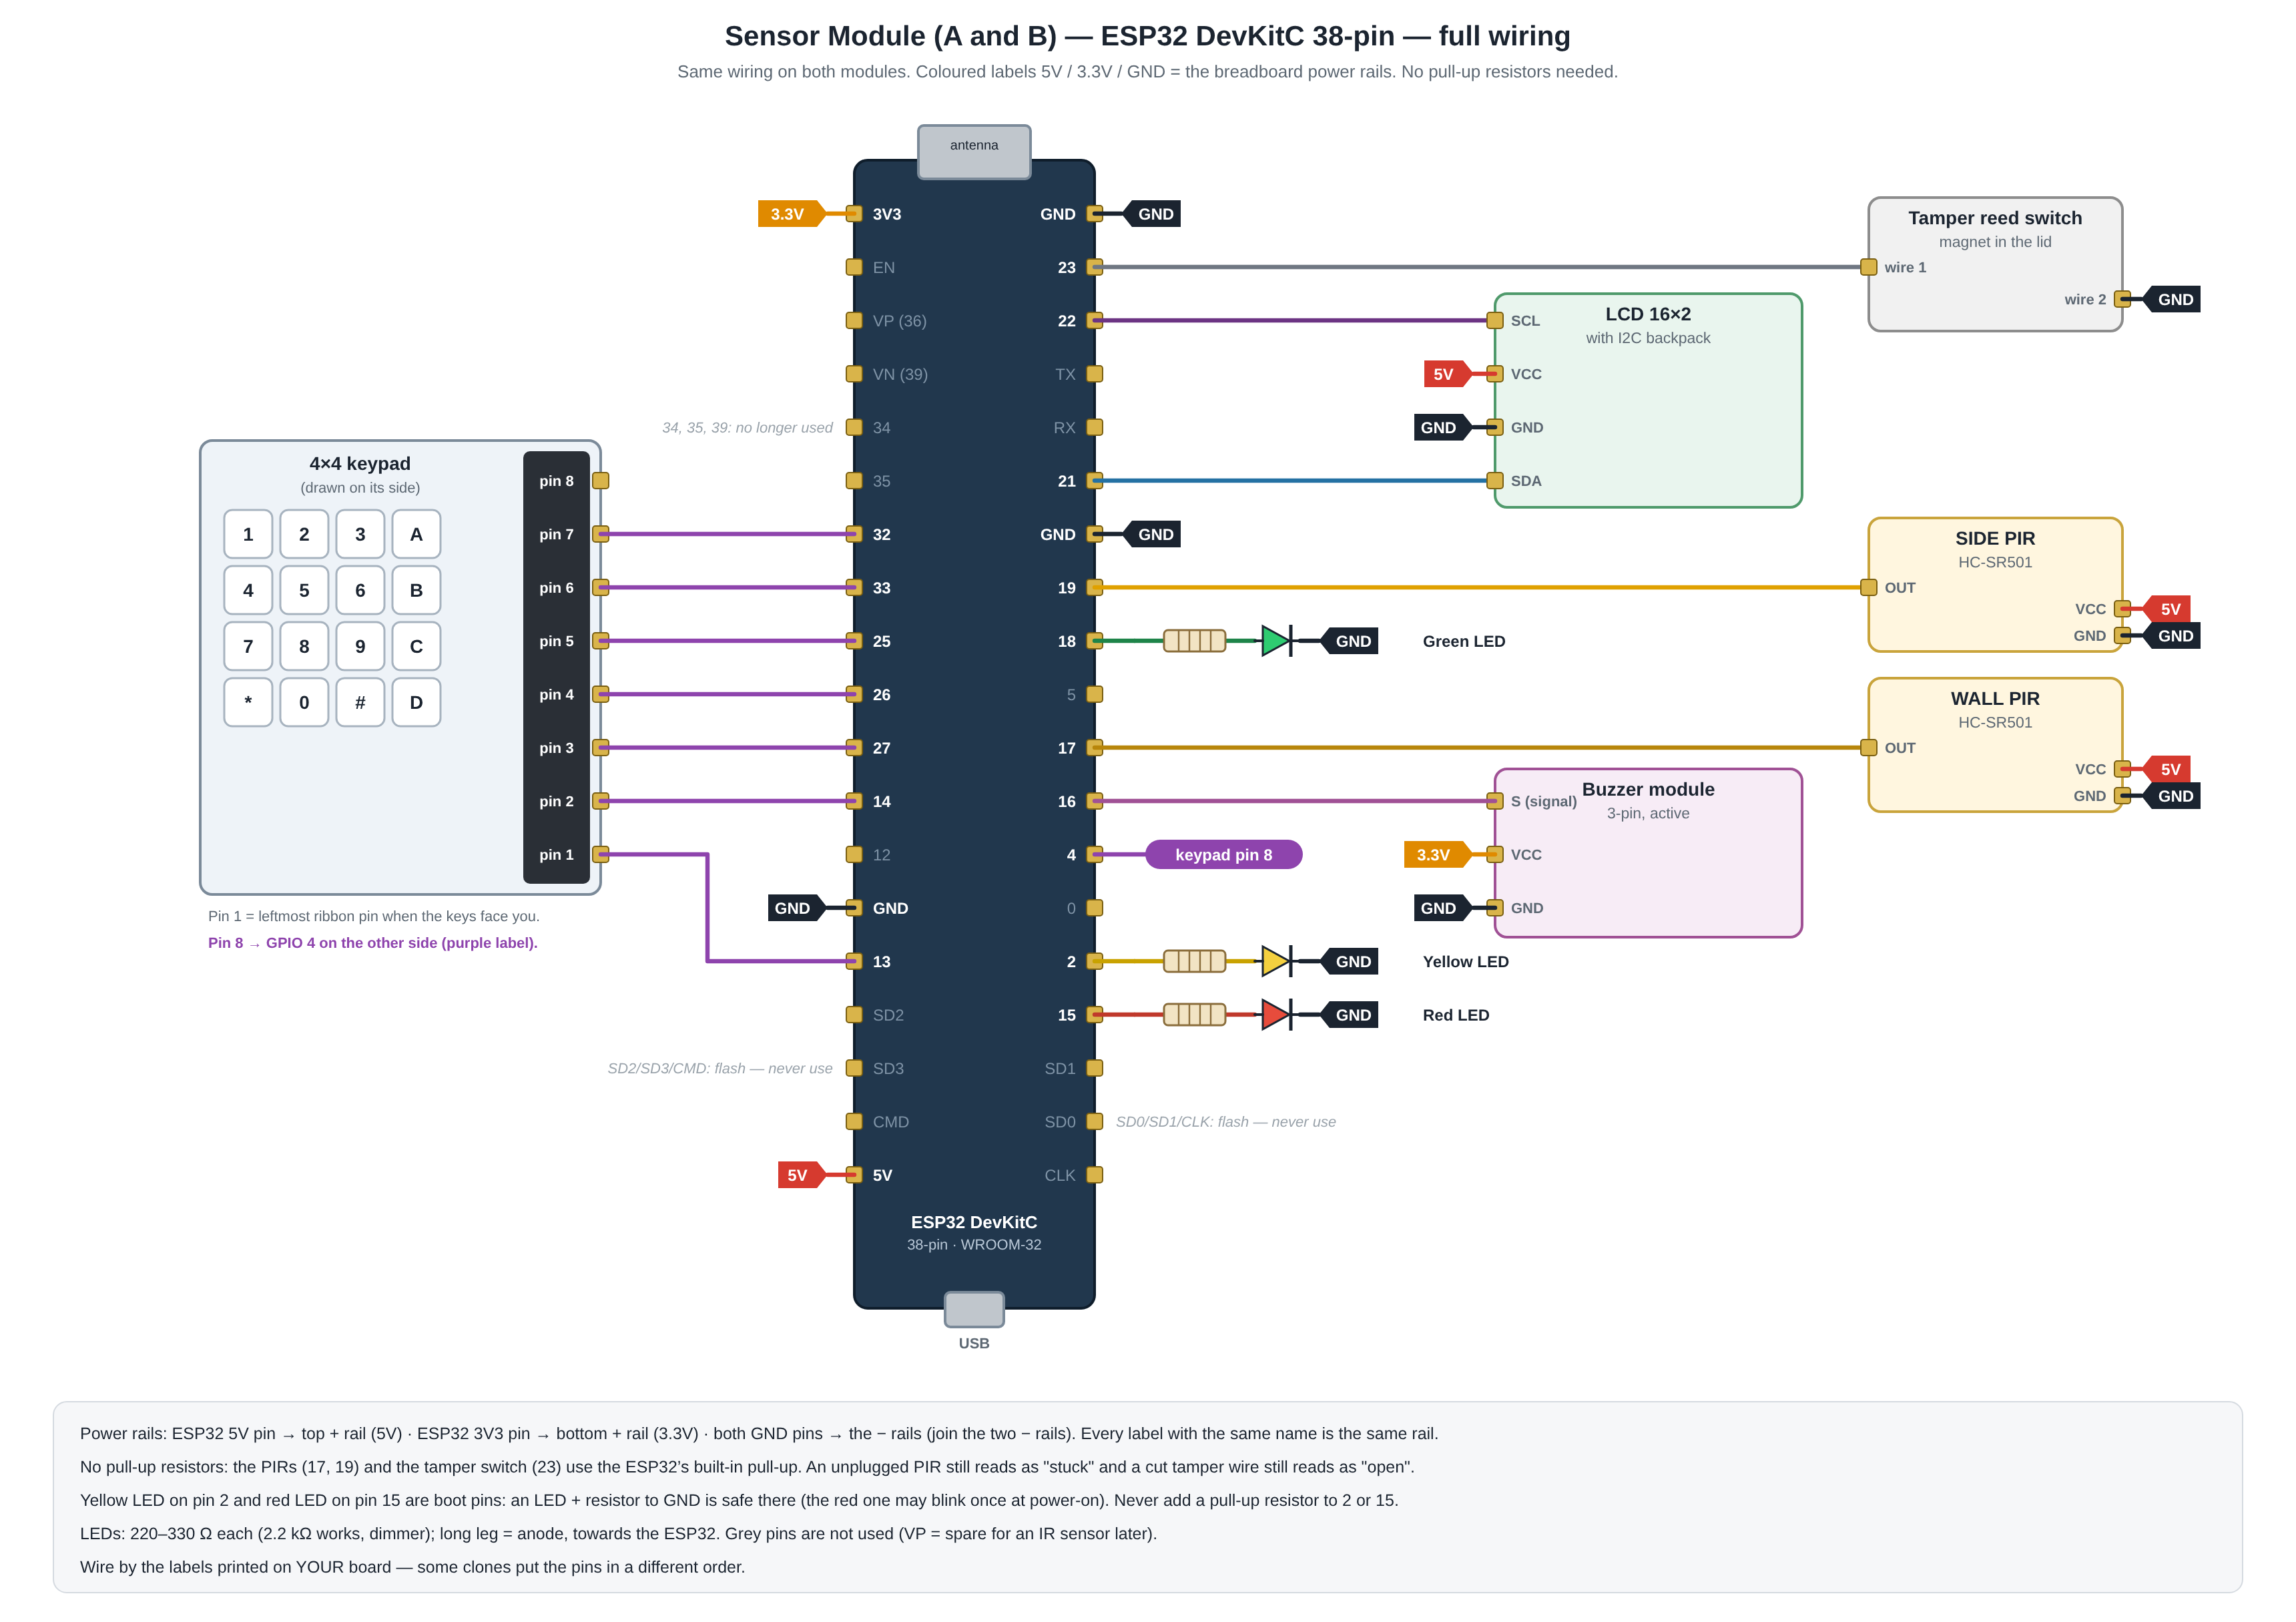 Sensor Module (A and B) — ESP32 DevKitC 38-pin — full wiring
Same wiring on both modules. Coloured labels 5V / 3.3V / GND = the breadboard power rails. No pull-up resistors needed.
antenna
3.3V
3V3
GND
GND
EN
23
VP (36)
22
VN (39)
TX
34, 35, 39: no longer used
34
RX
35
21
32
GND
GND
33
19
25
18
Green LED
GND
26
5
27
17
14
16
12
4
keypad pin 8
GND
GND
0
13
2
GND
Yellow LED
SD2
15
GND
Red LED
SD2/SD3/CMD: flash — never use
SD3
SD1
CMD
SD0
SD0/SD1/CLK: flash — never use
5V
5V
CLK
ESP32 DevKitC
38-pin · WROOM-32
USB
4×4 keypad
(drawn on its side)
1 2 3 A
4 5 6 B
7 8 9 C
* 0 # D
pin 8
pin 7
pin 6
pin 5
pin 4
pin 3
pin 2
pin 1
Pin 1 = leftmost ribbon pin when the keys face you.
Pin 8 → GPIO 4 on the other side (purple label).
Tamper reed switch
magnet in the lid
wire 1
wire 2
GND
LCD 16×2
with I2C backpack
SCL
5V
VCC
GND
GND
SDA
SIDE PIR
HC-SR501
OUT
VCC
5V
GND
GND
WALL PIR
HC-SR501
OUT
VCC
5V
GND
GND
Buzzer module
3-pin, active
S (signal)
3.3V
VCC
GND
GND
Power rails: ESP32 5V pin → top + rail (5V) · ESP32 3V3 pin → bottom + rail (3.3V) · both GND pins → the − rails (join the two − rails). Every label with the same name is the same rail.
No pull-up resistors: the PIRs (17, 19) and the tamper switch (23) use the ESP32’s built-in pull-up. An unplugged PIR still reads as "stuck" and a cut tamper wire still reads as "open".
Yellow LED on pin 2 and red LED on pin 15 are boot pins: an LED + resistor to GND is safe there (the red one may blink once at power-on). Never add a pull-up resistor to 2 or 15.
LEDs: 220–330 Ω each (2.2 kΩ works, dimmer); long leg = anode, towards the ESP32. Grey pins are not used (VP = spare for an IR sensor later).
Wire by the labels printed on YOUR board — some clones put the pins in a different order.